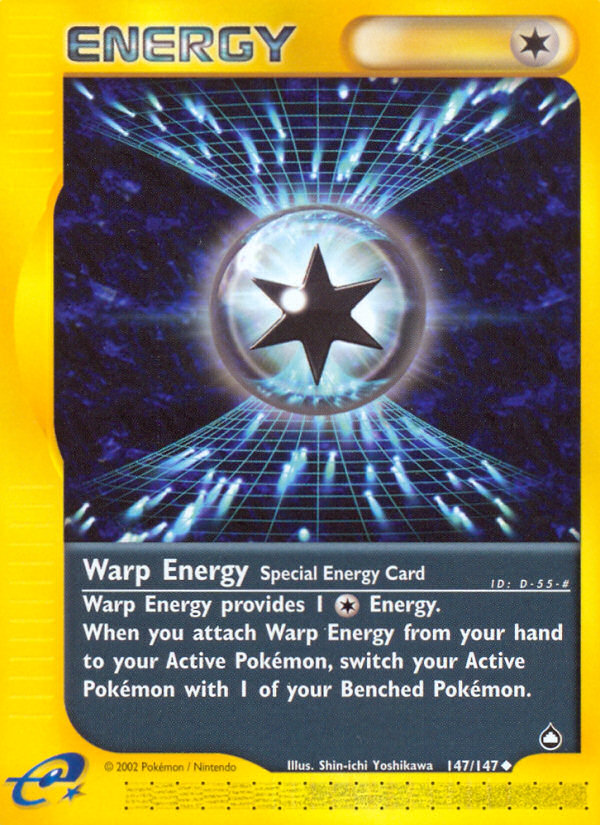 ENERGY
Warp Energy Special Energy Card
ID: D-55-#
Warp Energy provides 1 Energy.
When you attach Warp Energy from your hand
to your Active Pokémon, switch your Active
Pokémon with 1 of your Benched Pokémon.
© 2002 Pokémon / Nintendo
Illus. Shin-ichi Yoshikawa 147/147
e